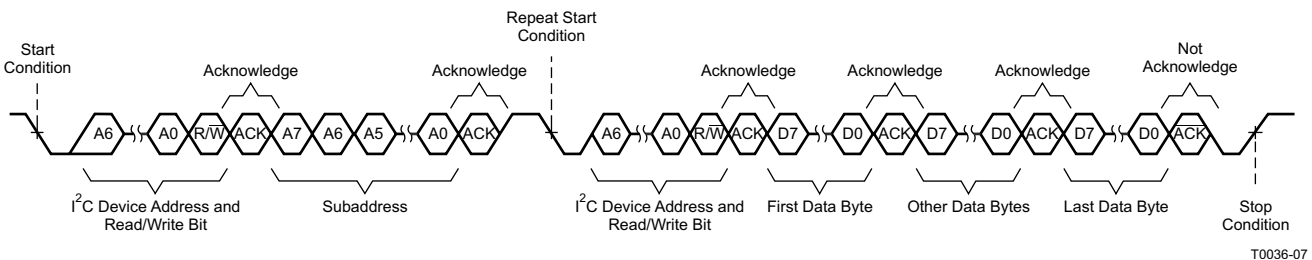 Repeat Start
Condition
Start
Condition
Not
Acknowledge
Acknowledge
Acknowledge
Acknowledge
Acknowledge
Acknowledge
A6 A0 R/W̅ ACK A7 A6 A5 A0 ACK A6 A0 R/W̅ ACK D7 D0 ACK D7 D0 ACK D7 D0 A̅C̅K̅
I²C Device Address and
Read/Write Bit
Subaddress
I²C Device Address and
Read/Write Bit
First Data Byte
Other Data Bytes
Last Data Byte
Stop
Condition
T0036-07